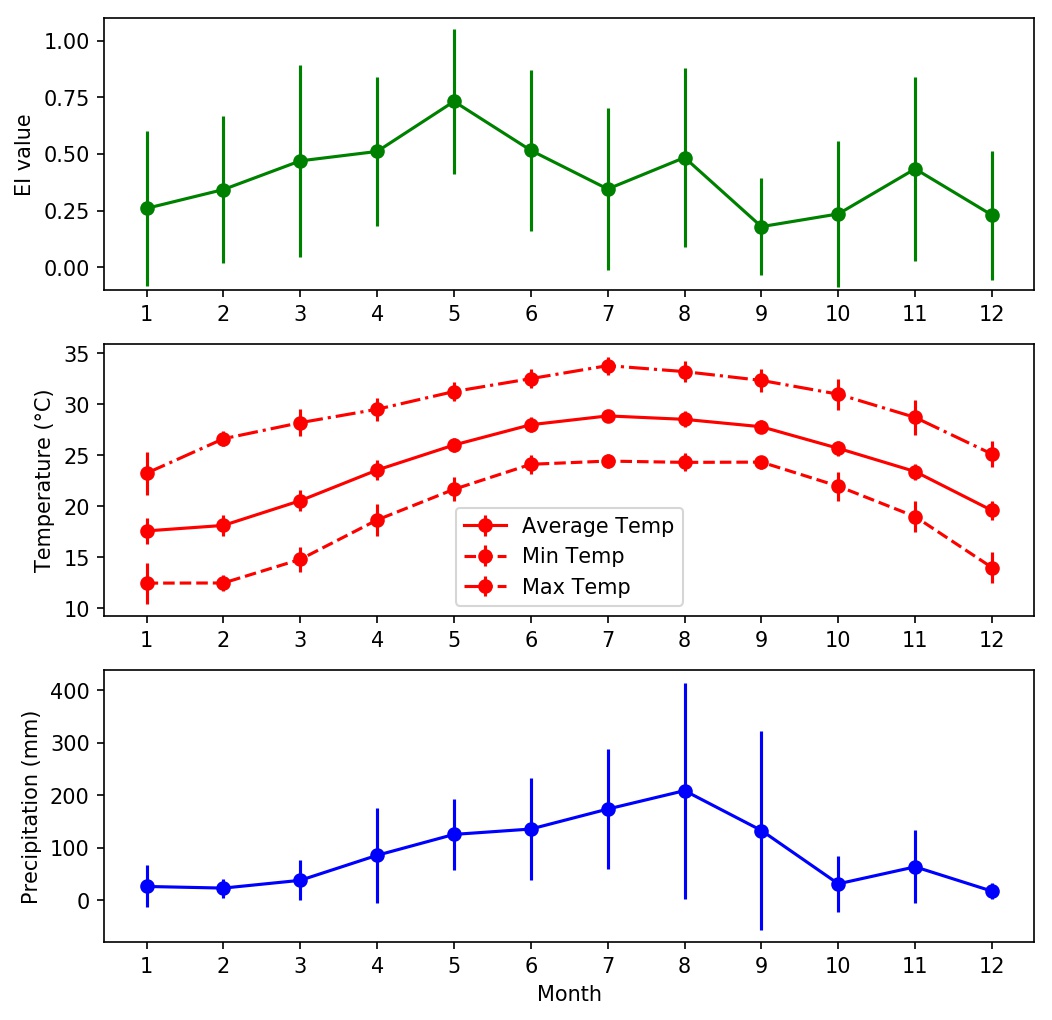 EI value
1.00
0.75
0.50
0.25
0.00
1 2 3 4 5 6 7 8 9 10 11 12
Temperature (°C)
35
30
25
20
15
10
Average Temp
Min Temp
Max Temp
1 2 3 4 5 6 7 8 9 10 11 12
Precipitation (mm)
400
300
200
100
0
1 2 3 4 5 6 7 8 9 10 11 12
Month